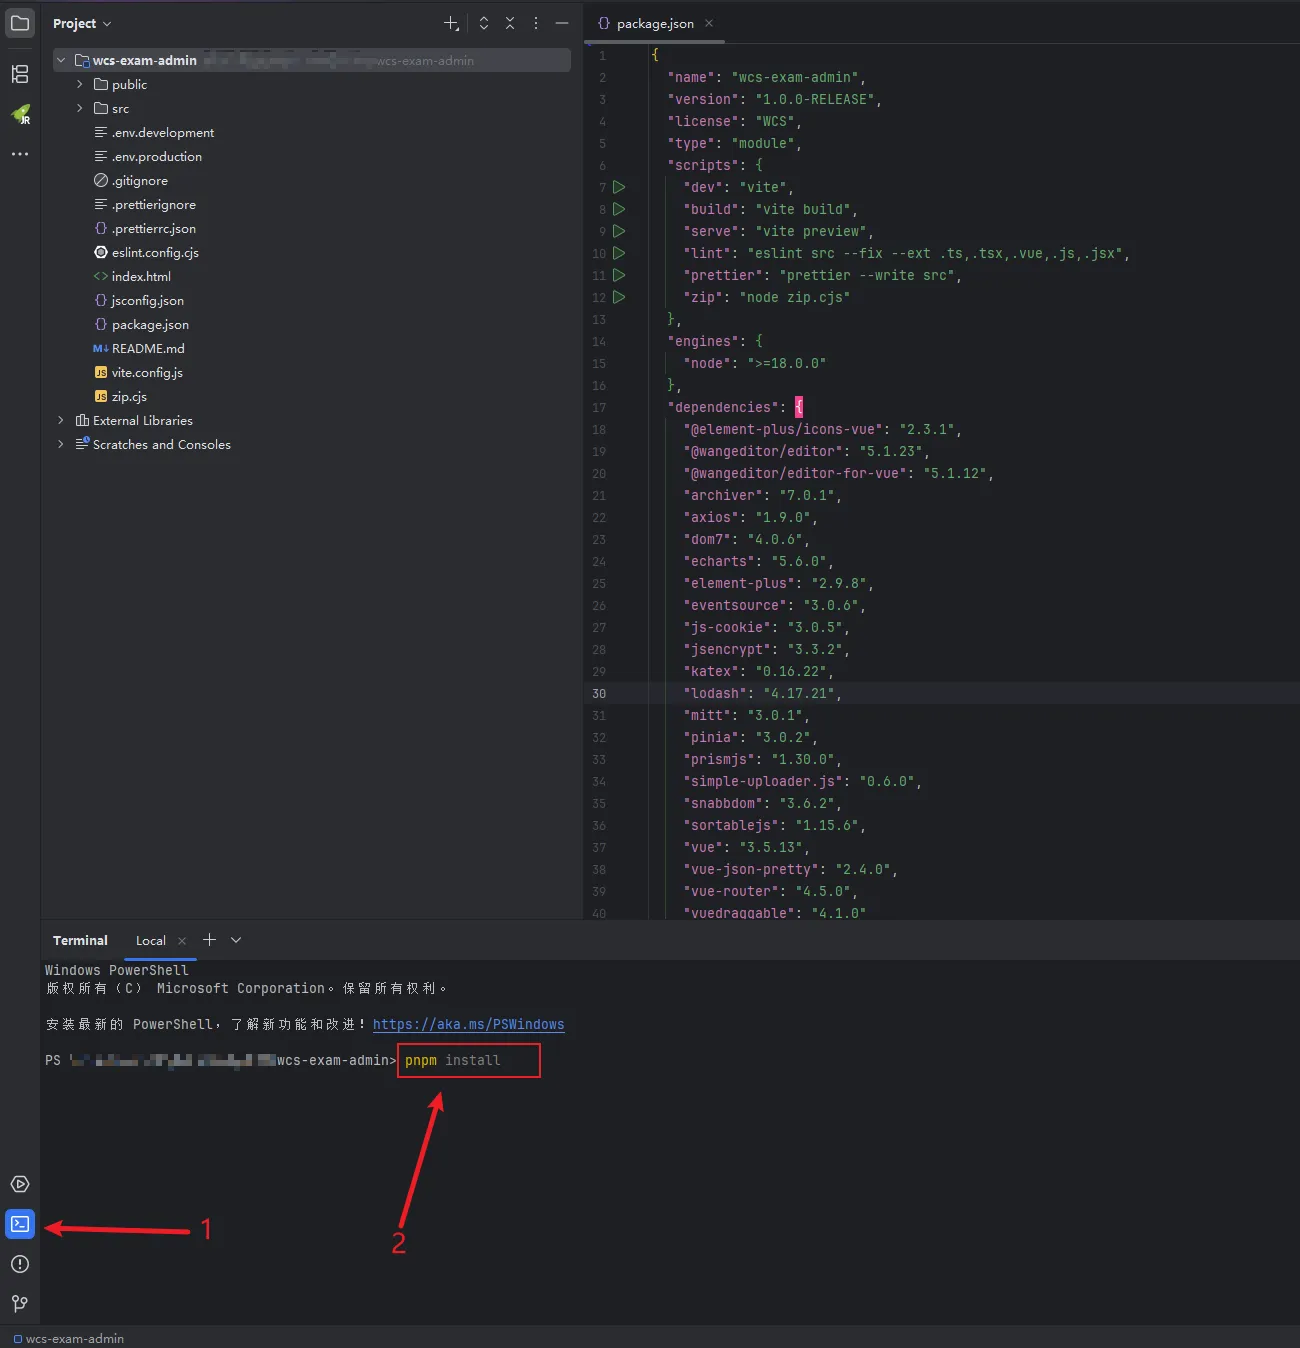 Project
wcs-exam-admin wcs-exam-admin
public
src
.env.development
.env.production
.gitignore
.prettierignore
.prettierrc.json
eslint.config.cjs
index.html
jsconfig.json
package.json
README.md
vite.config.js
zip.cjs
External Libraries
Scratches and Consoles
package.json
1 {
2 "name": "wcs-exam-admin",
3 "version": "1.0.0-RELEASE",
4 "license": "WCS",
5 "type": "module",
6 "scripts": {
7 "dev": "vite",
8 "build": "vite build",
9 "serve": "vite preview",
10 "lint": "eslint src --fix --ext .ts,.tsx,.vue,.js,.jsx",
11 "prettier": "prettier --write src",
12 "zip": "node zip.cjs"
13 },
14 "engines": {
15 "node": ">=18.0.0"
16 },
17 "dependencies": {
18 "@element-plus/icons-vue": "2.3.1",
19 "@wangeditor/editor": "5.1.23",
20 "@wangeditor/editor-for-vue": "5.1.12",
21 "archiver": "7.0.1",
22 "axios": "1.9.0",
23 "dom7": "4.0.6",
24 "echarts": "5.6.0",
25 "element-plus": "2.9.8",
26 "eventsource": "3.0.6",
27 "js-cookie": "3.0.5",
28 "jsencrypt": "3.3.2",
29 "katex": "0.16.22",
30 "lodash": "4.17.21",
31 "mitt": "3.0.1",
32 "pinia": "3.0.2",
33 "prismjs": "1.30.0",
34 "simple-uploader.js": "0.6.0",
35 "snabbdom": "3.6.2",
36 "sortablejs": "1.15.6",
37 "vue": "3.5.13",
38 "vue-json-pretty": "2.4.0",
39 "vue-router": "4.5.0",
40 "vuedraggable": "4.1.0"
Terminal Local
Windows PowerShell
版权所有（C） Microsoft Corporation。保留所有权利。
安装最新的 PowerShell，了解新功能和改进！https://aka.ms/PSWindows
PS wcs-exam-admin> pnpm install
1
2
wcs-exam-admin